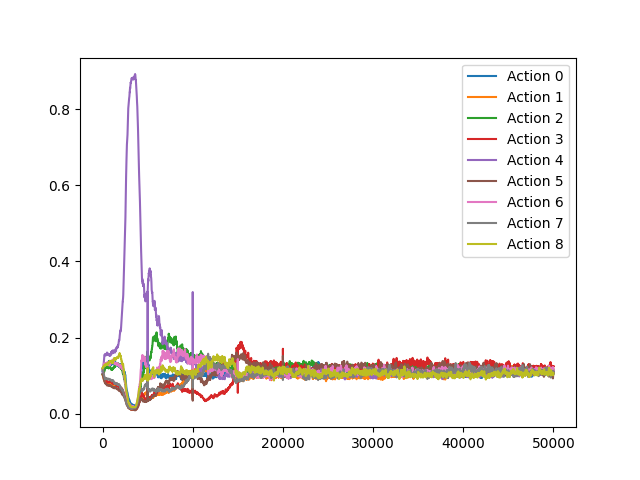 0.8
0.6
0.4
0.2
0.0
0
10000
20000
30000
40000
50000
Action 0
Action 1
Action 2
Action 3
Action 4
Action 5
Action 6
Action 7
Action 8